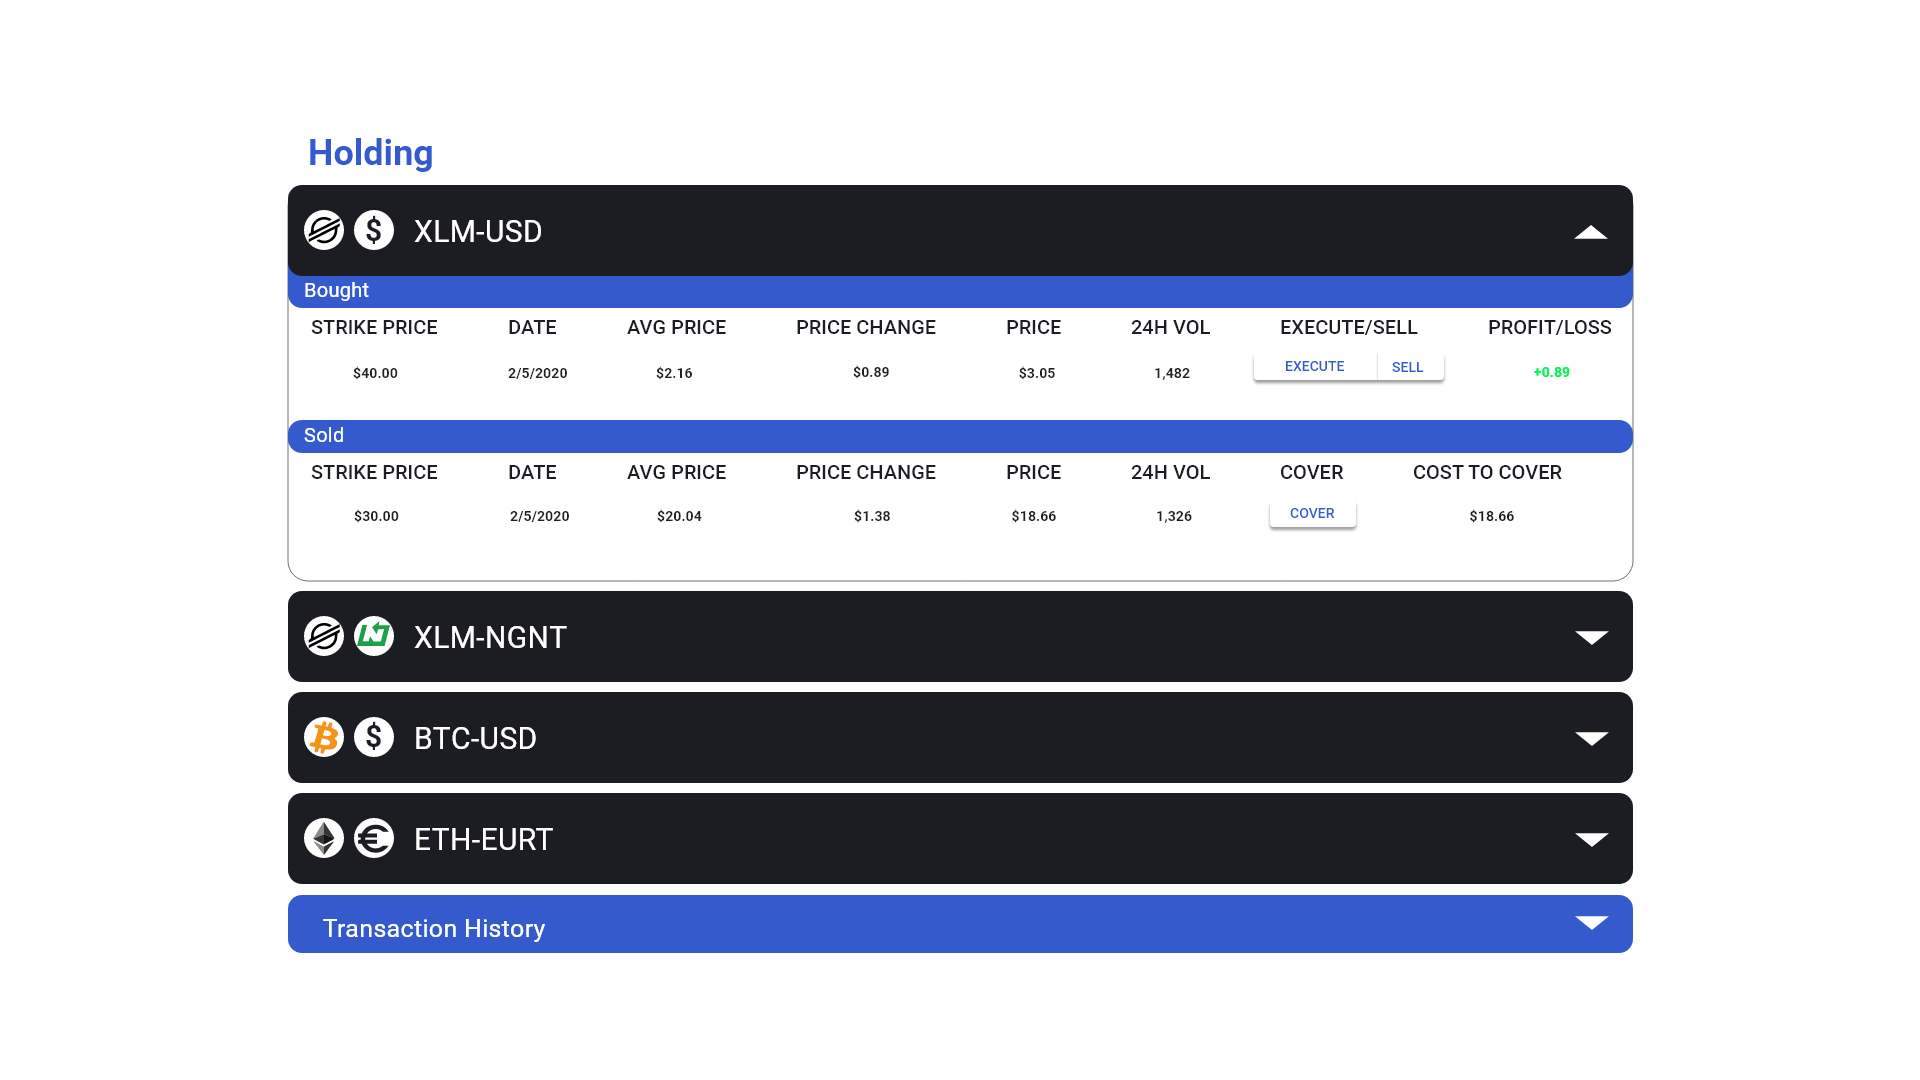 Holding
XLM-USD
Bought
STRIKE PRICE DATE AVG PRICE PRICE CHANGE PRICE 24H VOL EXECUTE/SELL PROFIT/LOSS
$40.00 2/5/2020 $2.16 $0.89 $3.05 1,482 EXECUTE SELL +0.89
Sold
STRIKE PRICE DATE AVG PRICE PRICE CHANGE PRICE 24H VOL COVER COST TO COVER
$30.00 2/5/2020 $20.04 $1.38 $18.66 1,326 COVER $18.66
XLM-NGNT
BTC-USD
ETH-EURT
Transaction History